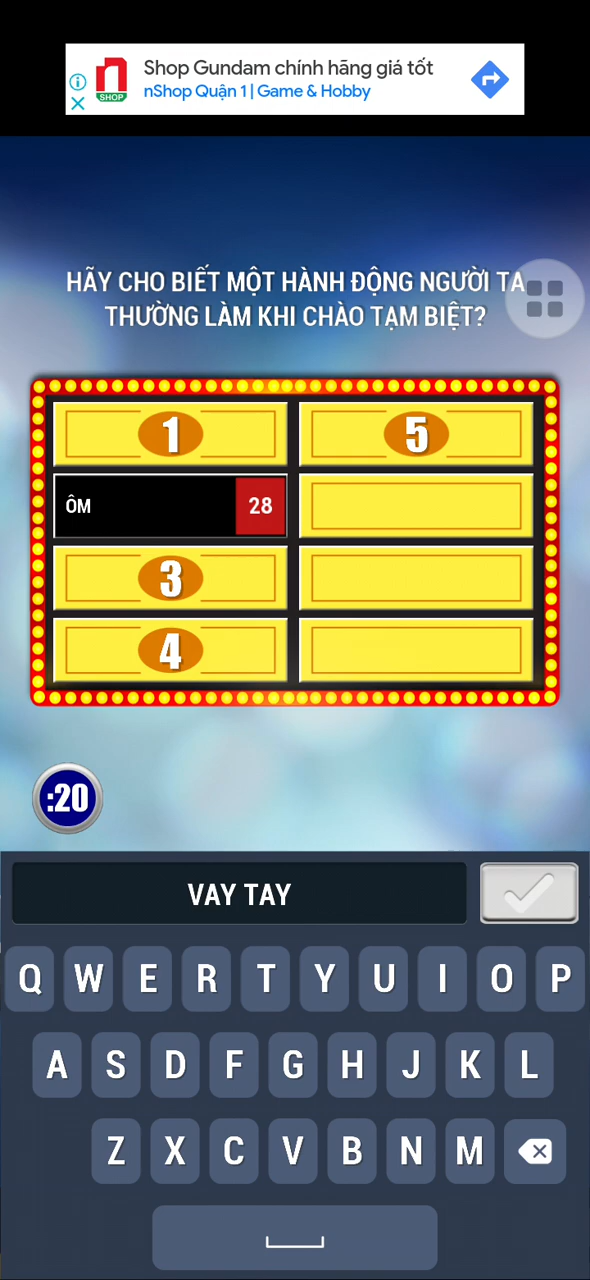 Shop Gundam chính hãng giá tốt
nShop Quận 1 | Game & Hobby
n
SHOP
HÃY CHO BIẾT MỘT HÀNH ĐỘNG NGƯỜI TA
THƯỜNG LÀM KHI CHÀO TẠM BIỆT?
1
5
ÔM 28
3
4
:20
VAY TAY
Q W E R T Y U I O P
A S D F G H J K L
Z X C V B N M